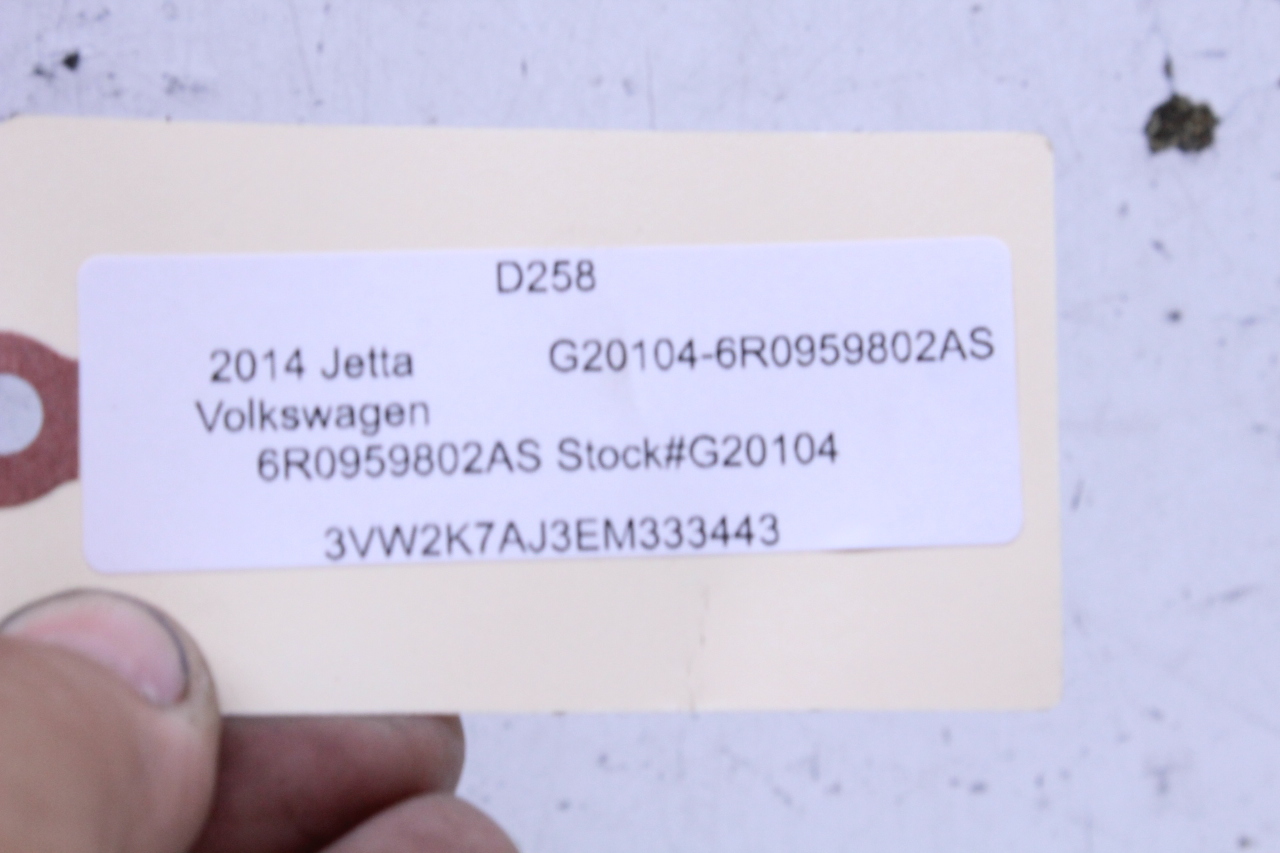 D258
2014 Jetta G20104-6R0959802AS
Volkswagen
6R0959802AS Stock#G20104
3VW2K7AJ3EM333443